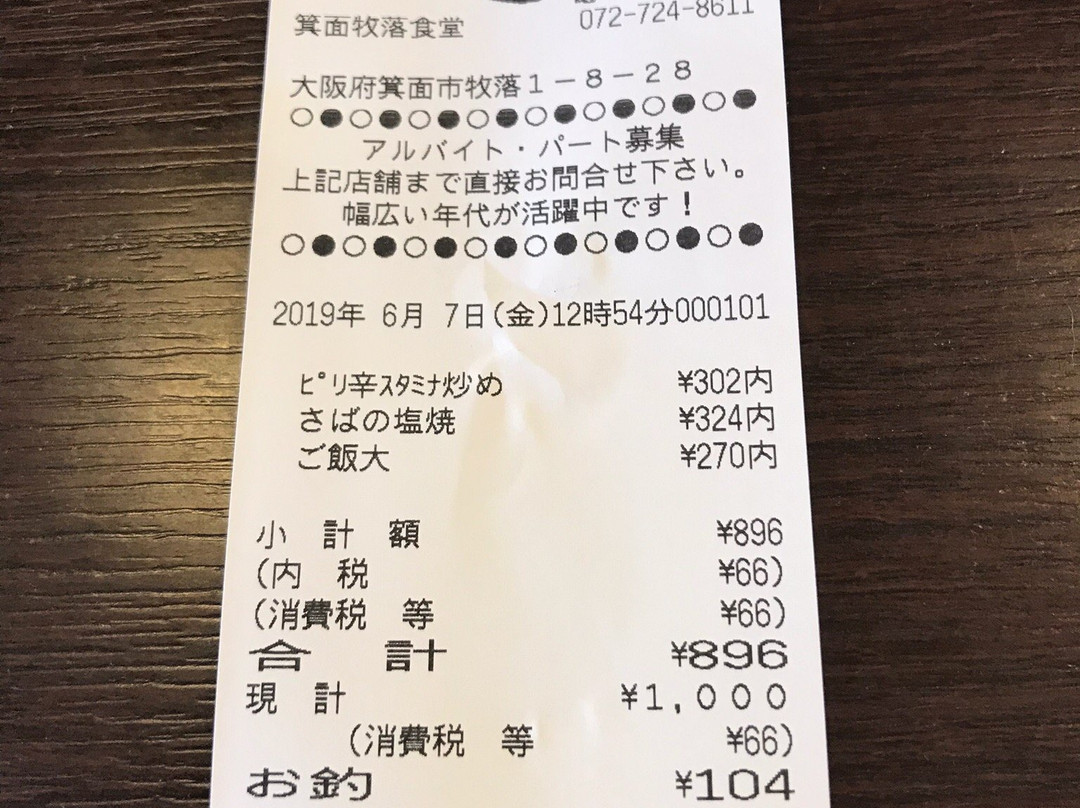 072-724-8611
箕面牧落食堂
大阪府箕面市牧落1-8-28
○●○●○●○●○●○●○●○●
アルバイト・パート募集
上記店舗まで直接お問合せ下さい。
幅広い年代が活躍中です!
○●○●○●○●○●○●○●○●
2019年 6月 7日(金)12時54分000101
ピリ辛スタミナ炒め ¥302内
さばの塩焼 ¥324内
ご飯大 ¥270内
小 計 額 ¥896
(内 税 ¥66)
(消費税 等 ¥66)
合 計 ¥896
現 計 ¥1,000
(消費税 等 ¥66)
お釣 ¥104